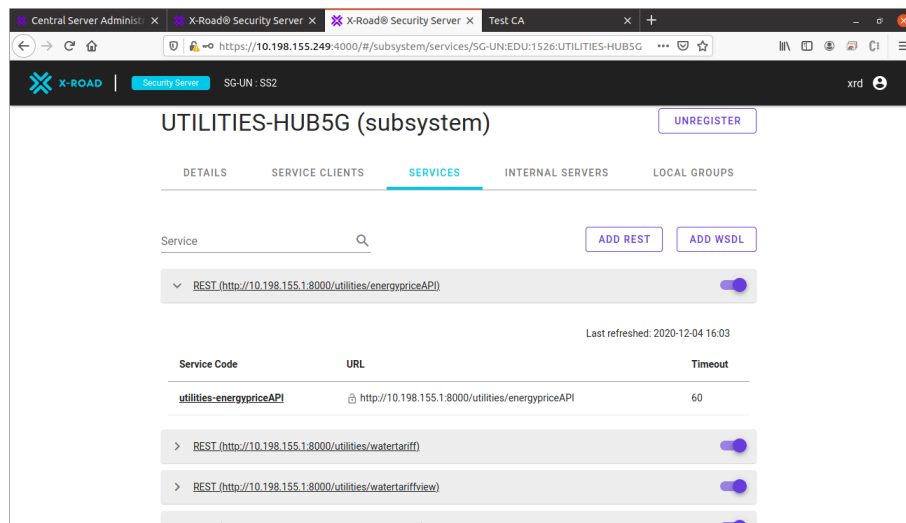 Central Server Administ
X-Road® Security Server
X-Road® Security Server
Test CA
https://10.198.155.249:4000/#/subsystem/services/SG-UN:EDU:1526:UTILITIES-HUB5G
X-ROAD
Security Server
SG-UN : SS2
xrd
UTILITIES-HUB5G (subsystem)
UNREGISTER
DETAILS SERVICE CLIENTS SERVICES INTERNAL SERVERS LOCAL GROUPS
Service
ADD REST
ADD WSDL
REST (http://10.198.155.1:8000/utilities/energypriceAPI)
Last refreshed: 2020-12-04 16:03
Service Code URL Timeout
utilities-energypriceAPI http://10.198.155.1:8000/utilities/energypriceAPI 60
REST (http://10.198.155.1:8000/utilities/watertariff)
REST (http://10.198.155.1:8000/utilities/watertariffview)